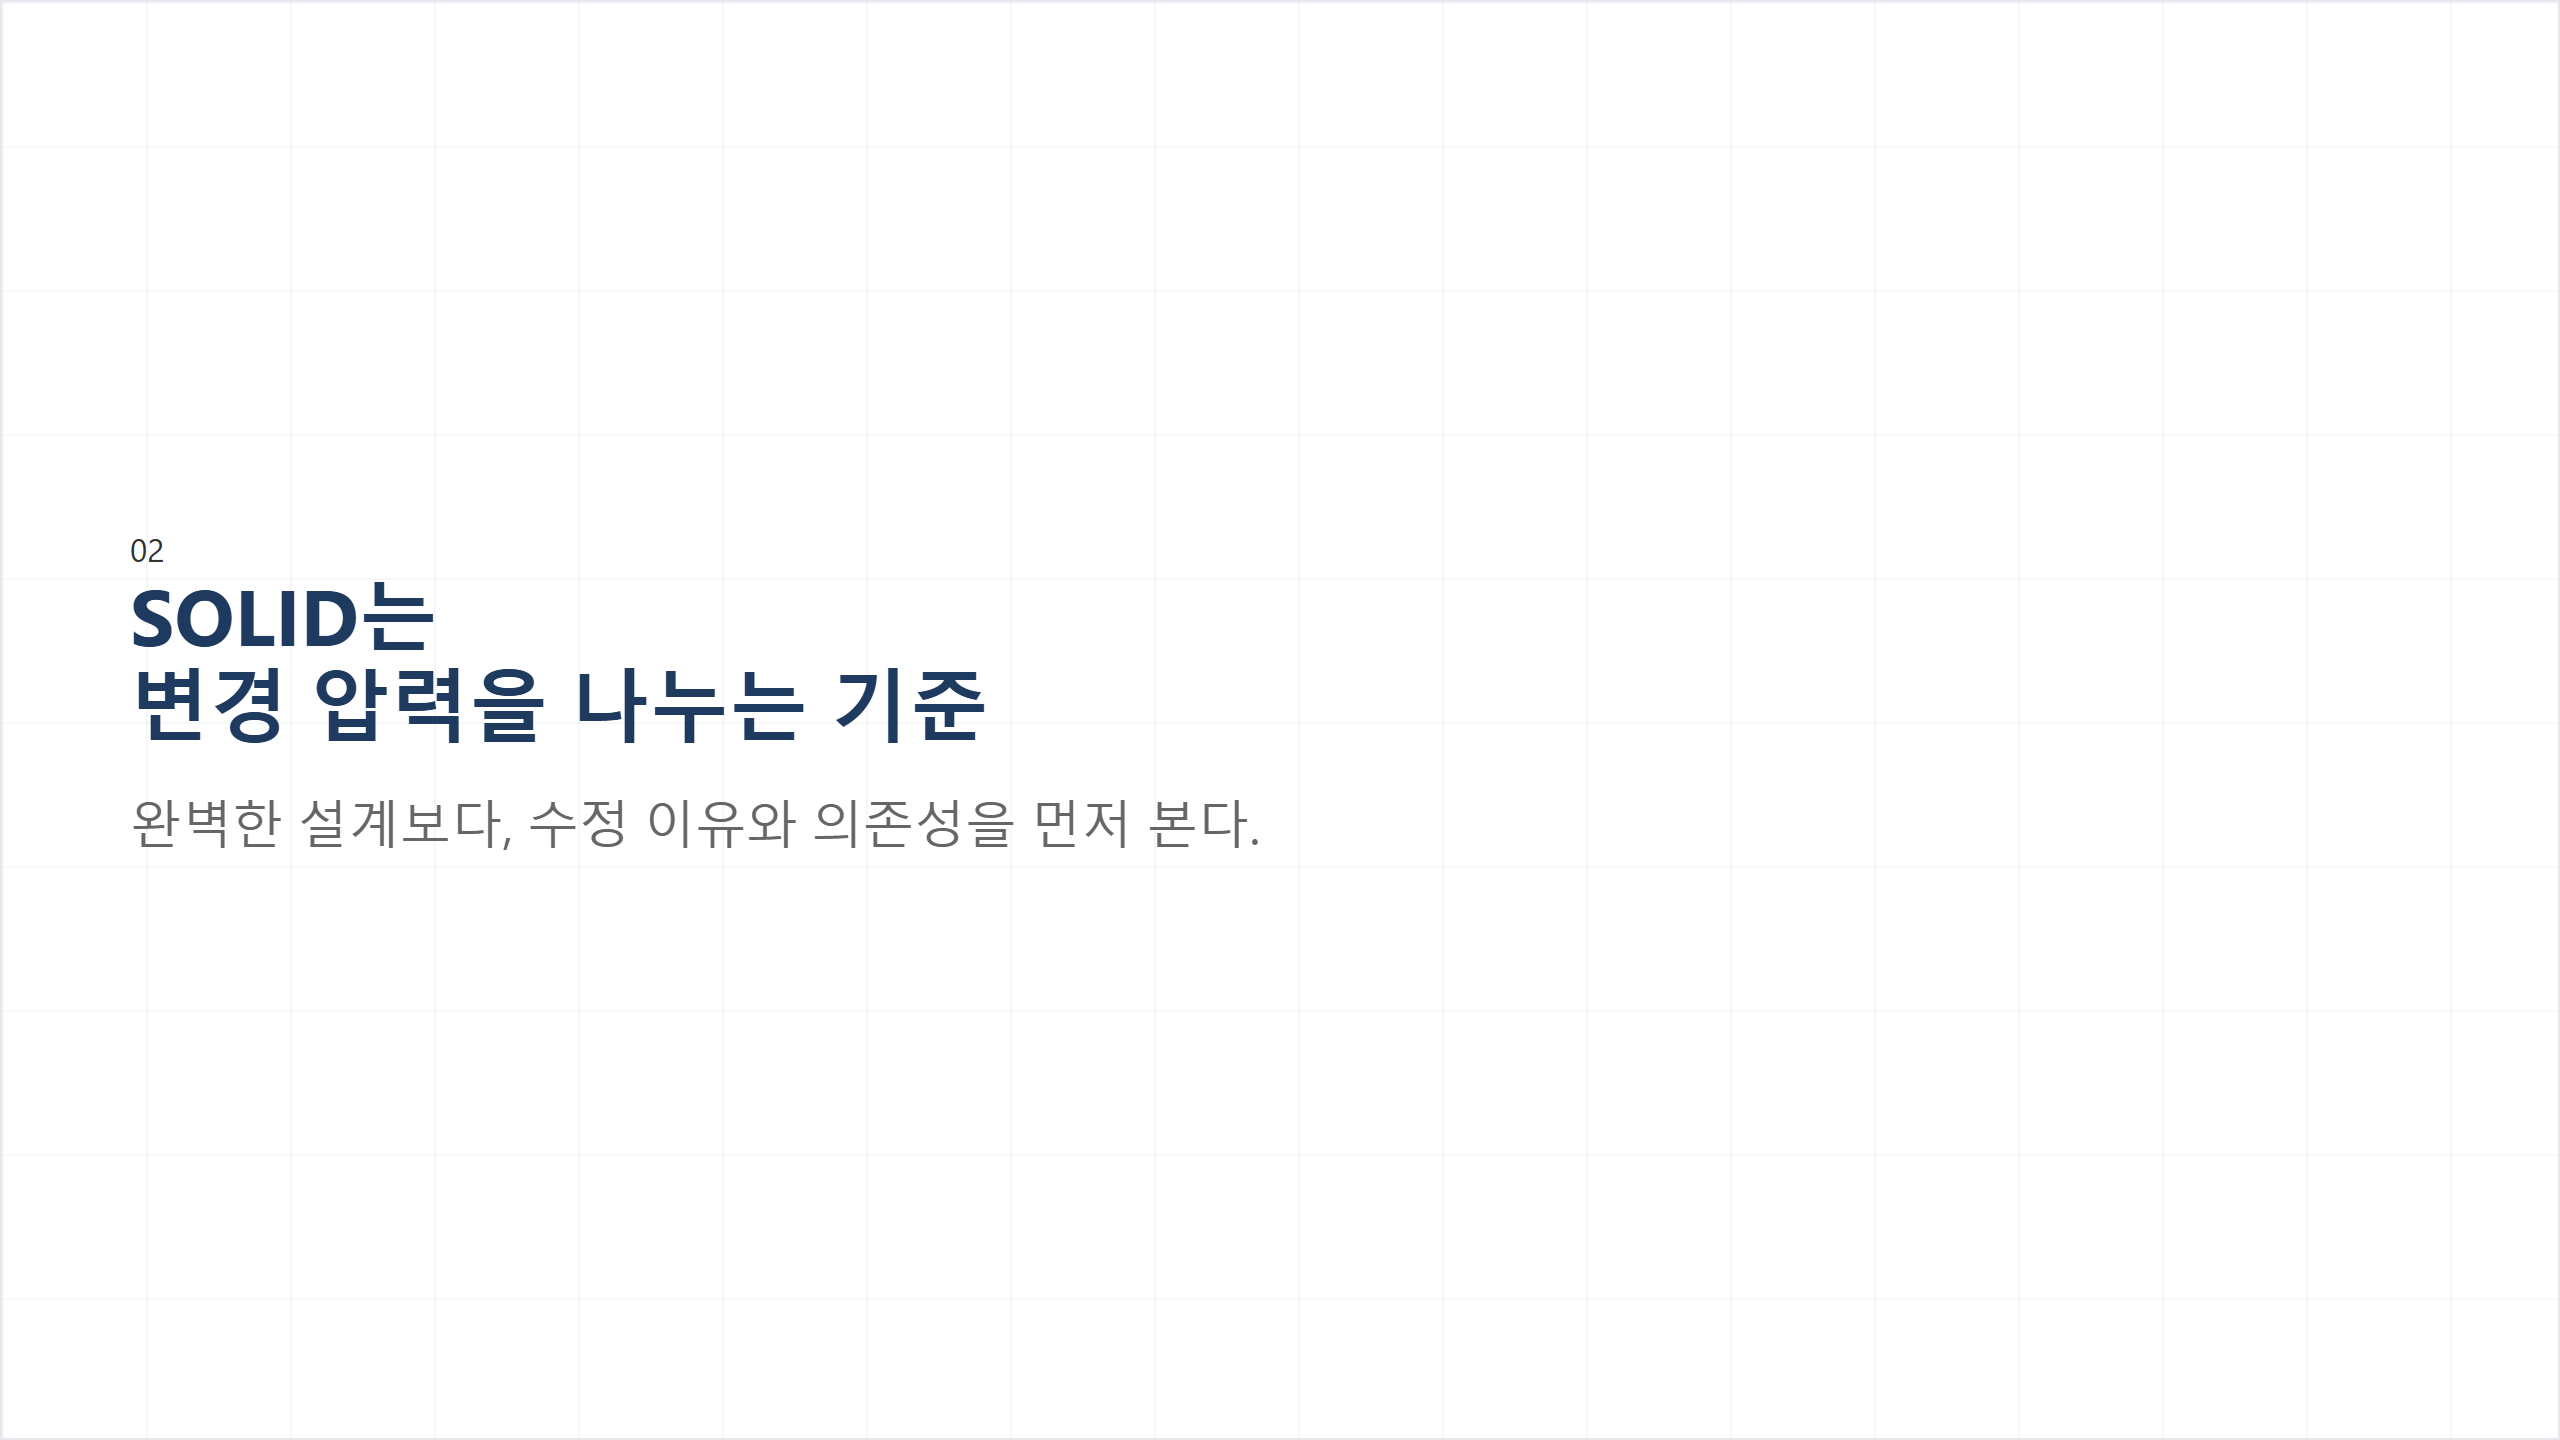 02
SOLID는
변경 압력을 나누는 기준
완벽한 설계보다, 수정 이유와 의존성을 먼저 본다.